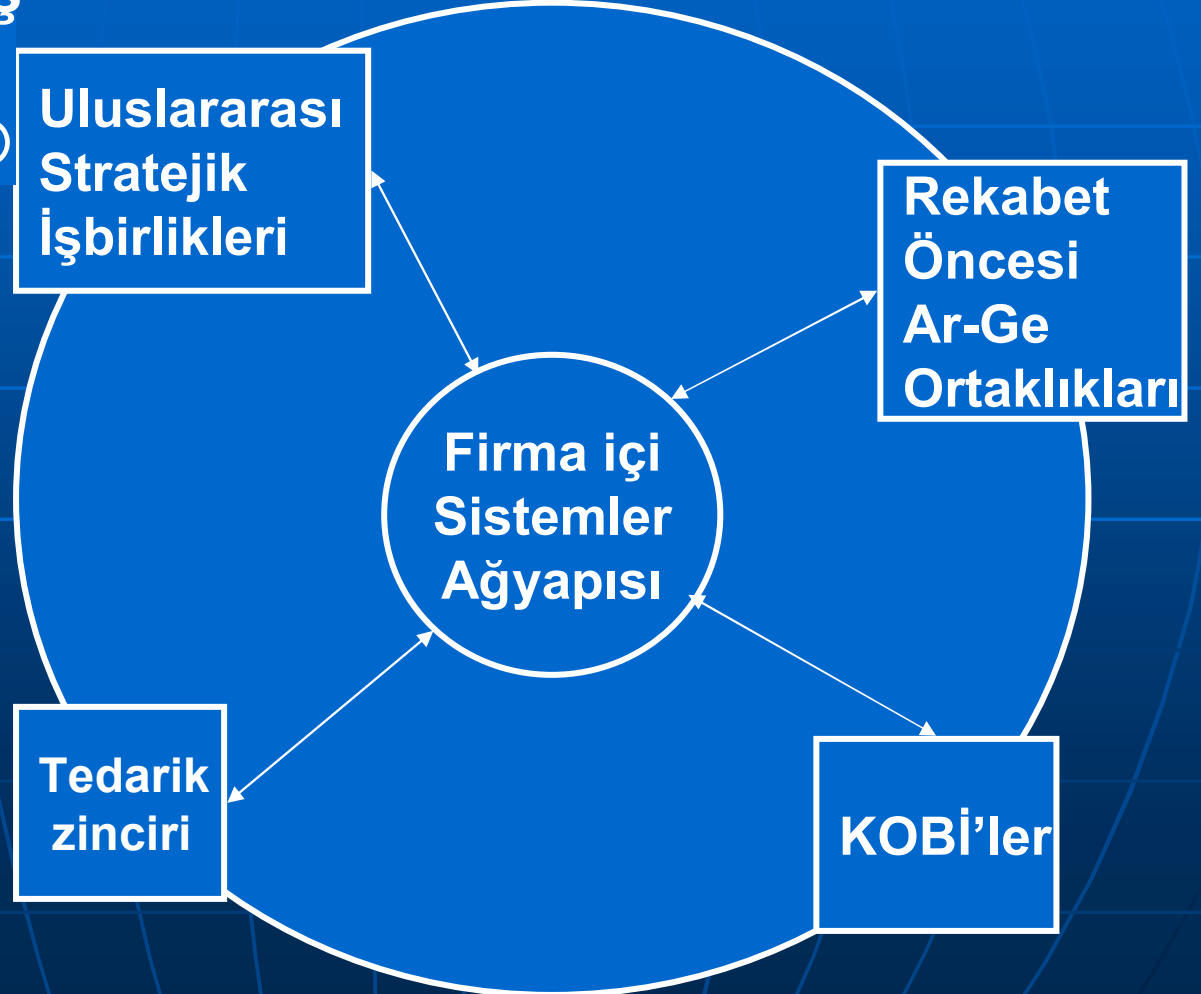 Uluslararası
Stratejik
İşbirlikleri
Rekabet
Öncesi
Ar-Ge
Ortaklıkları
Firma içi
Sistemler
Ağyapısı
Tedarik
zinciri
KOBİ’ler